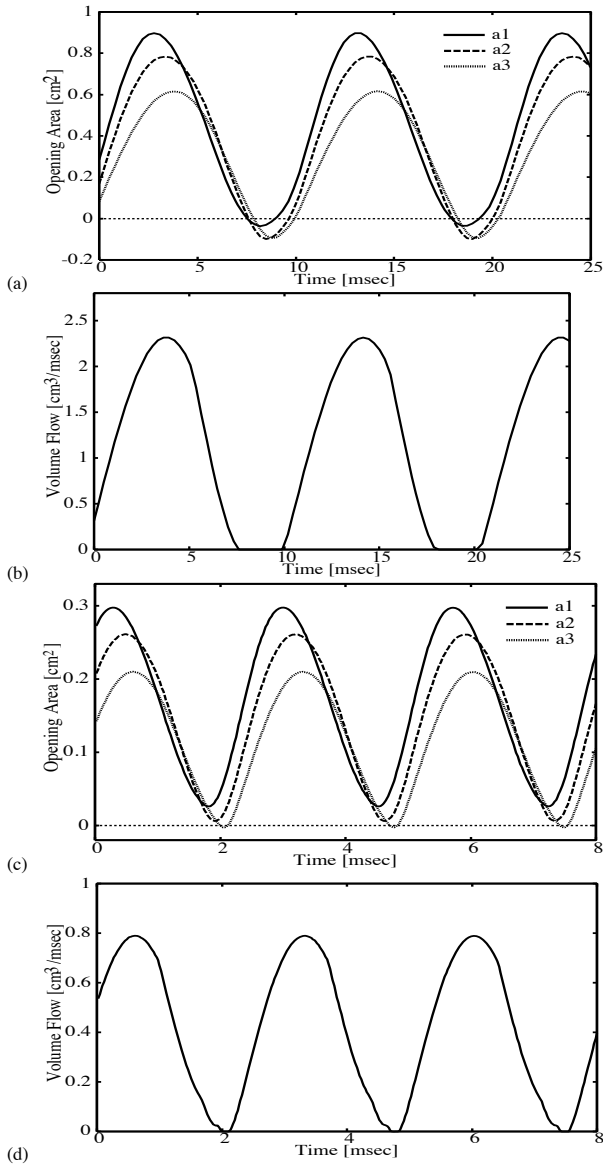 1
0.8
0.6
0.4
0.2
0
-0.2
Opening Area [cm2]
a1
a2
a3
0 5 10 15 20 25
Time [msec]
(a)
2.5
2
1.5
1
0.5
0
Volume Flow [cm3/msec]
0 5 10 15 20 25
Time [msec]
(b)
0.3
0.2
0.1
0
Opening Area [cm2]
a1
a2
a3
0 2 4 6 8
Time [msec]
(c)
1
0.8
0.6
0.4
0.2
0
Volume Flow [cm3/msec]
0 2 4 6 8
Time [msec]
(d)